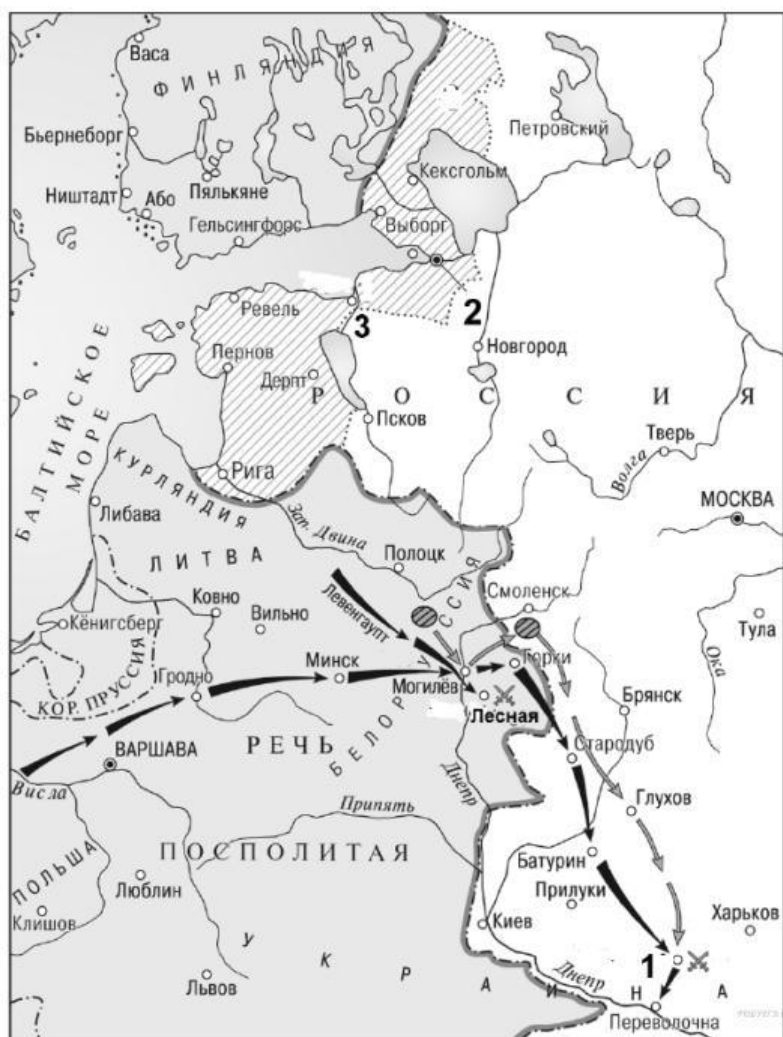 Васа
ФИНЛЯНДИЯ
Петровский
Бьернеборг
Кексгольм
Ништадт
Або
Пялькяне
Гельсингфорс
Выборг
2
Ревель
3
Новгород
Пернов
Дерпт
РОССИЯ
Псков
БАЛТИЙСКОЕ
МОРЕ
Тверь
Волга
Рига
КУРЛЯНДИЯ
Либава
Зап. Двина
МОСКВА
ЛИТВА
Полоцк
Смоленск
Левенгаупт
Ковно
Вильно
Кёнигсберг
Тула
Ока
Минск
Горки
Гродно
Могилёв
КОР. ПРУССИЯ
БЕЛОРУССИЯ
Лесная
Брянск
ВАРШАВА
РЕЧЬ
Стародуб
Висла
Днепр
Глухов
Припять
ПОСПОЛИТАЯ
Батурин
ПОЛЬША
Люблин
Прилуки
Клишов
Киев
Харьков
1
УКРАИНА
Днепр
Львов
Переволочна